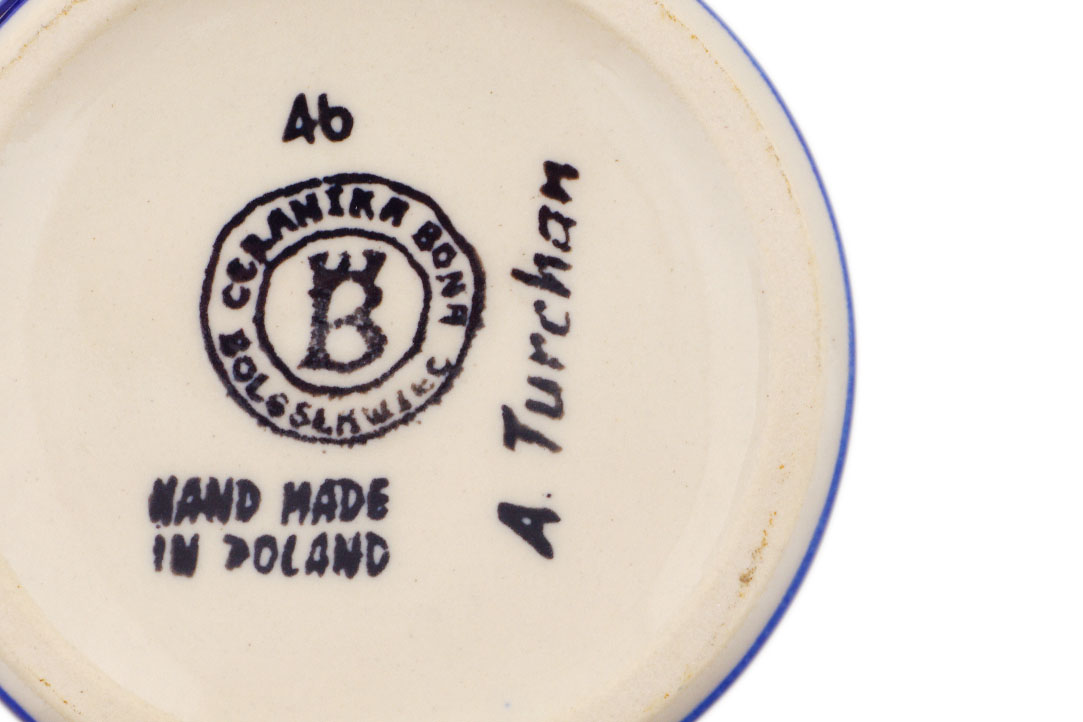 46
CERAMIKA BONA
BOLESŁAWIEC
B
A. Turchan
HAND MADE
IN POLAND